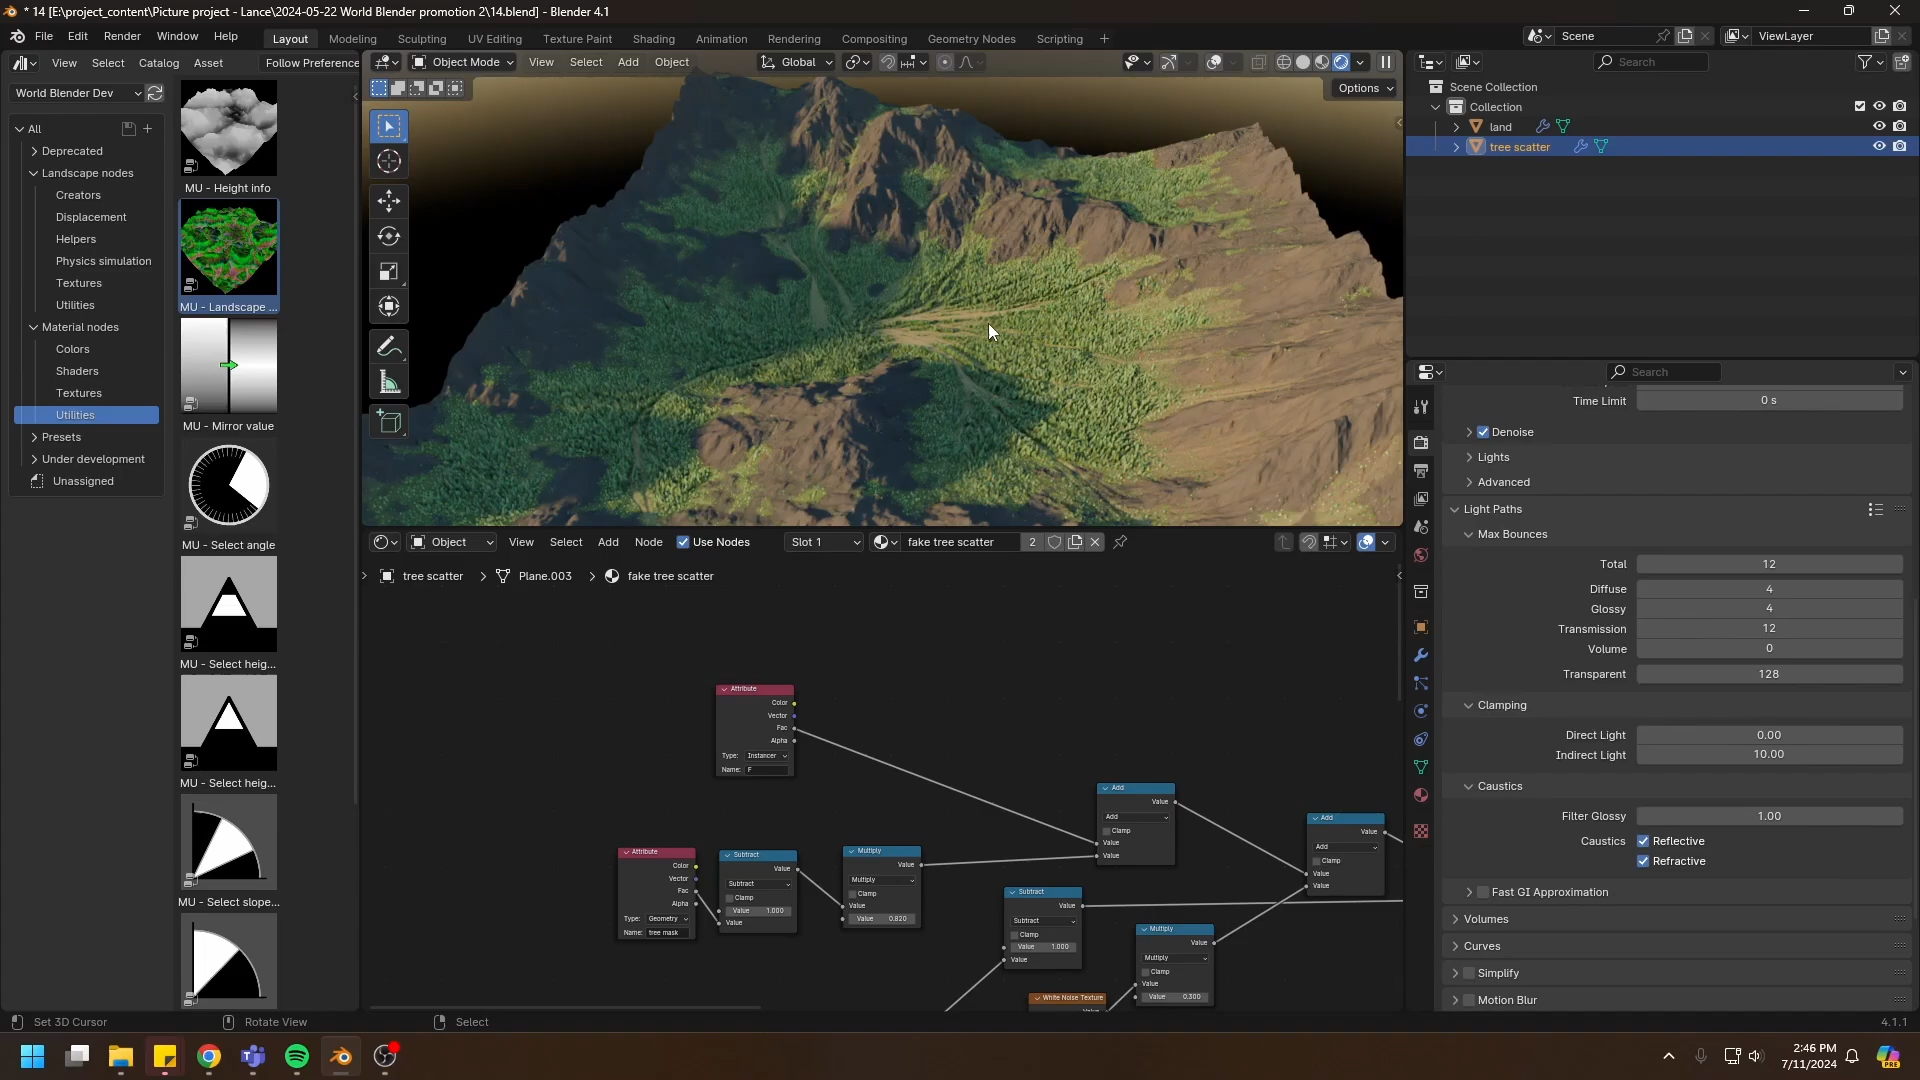 * 14 [E:\project_content\Picture project - Lance\2024-05-22 World Blender promotion 2\14.blend] - Blender 4.1
File Edit Render Window Help
Layout Modeling Sculpting UV Editing Texture Paint Shading Animation Rendering Compositing Geometry Nodes Scripting +
Scene
ViewLayer
View Select Catalog Asset Follow Preference
Object Mode View Select Add Object Global
Search
World Blender Dev
Options
Scene Collection
Collection
land
tree scatter
All
Deprecated
Landscape nodes
Creators
Displacement
Helpers
Physics simulation
Textures
Utilities
Material nodes
Colors
Shaders
Textures
Utilities
Presets
Under development
Unassigned
MU - Height info
MU - Landscape ...
MU - Mirror value
MU - Select angle
MU - Select heig...
MU - Select heig...
MU - Select slope...
Object View Select Add Node Use Nodes Slot 1 fake tree scatter 2
tree scatter Plane.003 fake tree scatter
Attribute
Color
Vector
Fac
Alpha
Type: Instancer
Name: F
Attribute
Color
Vector
Fac
Alpha
Type: Geometry
Name: tree mask
Subtract
Value
Subtract
Clamp
Value 1.000
Value
Multiply
Value
Multiply
Clamp
Value
Value 0.820
Add
Value
Add
Clamp
Value
Value
Subtract
Value
Subtract
Clamp
Value 1.000
Value
White Noise Texture
Value
Multiply
Value
Multiply
Clamp
Value
Value 0.300
Add
Value
Add
Clamp
Value
Value
Search
Time Limit 0 s
Denoise
Lights
Advanced
Light Paths
Max Bounces
Total 12
Diffuse 4
Glossy 4
Transmission 12
Volume 0
Transparent 128
Clamping
Direct Light 0.00
Indirect Light 10.00
Caustics
Filter Glossy 1.00
Caustics Reflective
Refractive
Fast GI Approximation
Volumes
Curves
Simplify
Motion Blur
Set 3D Cursor Rotate View Select 4.1.1
2:46 PM
7/11/2024
PRE